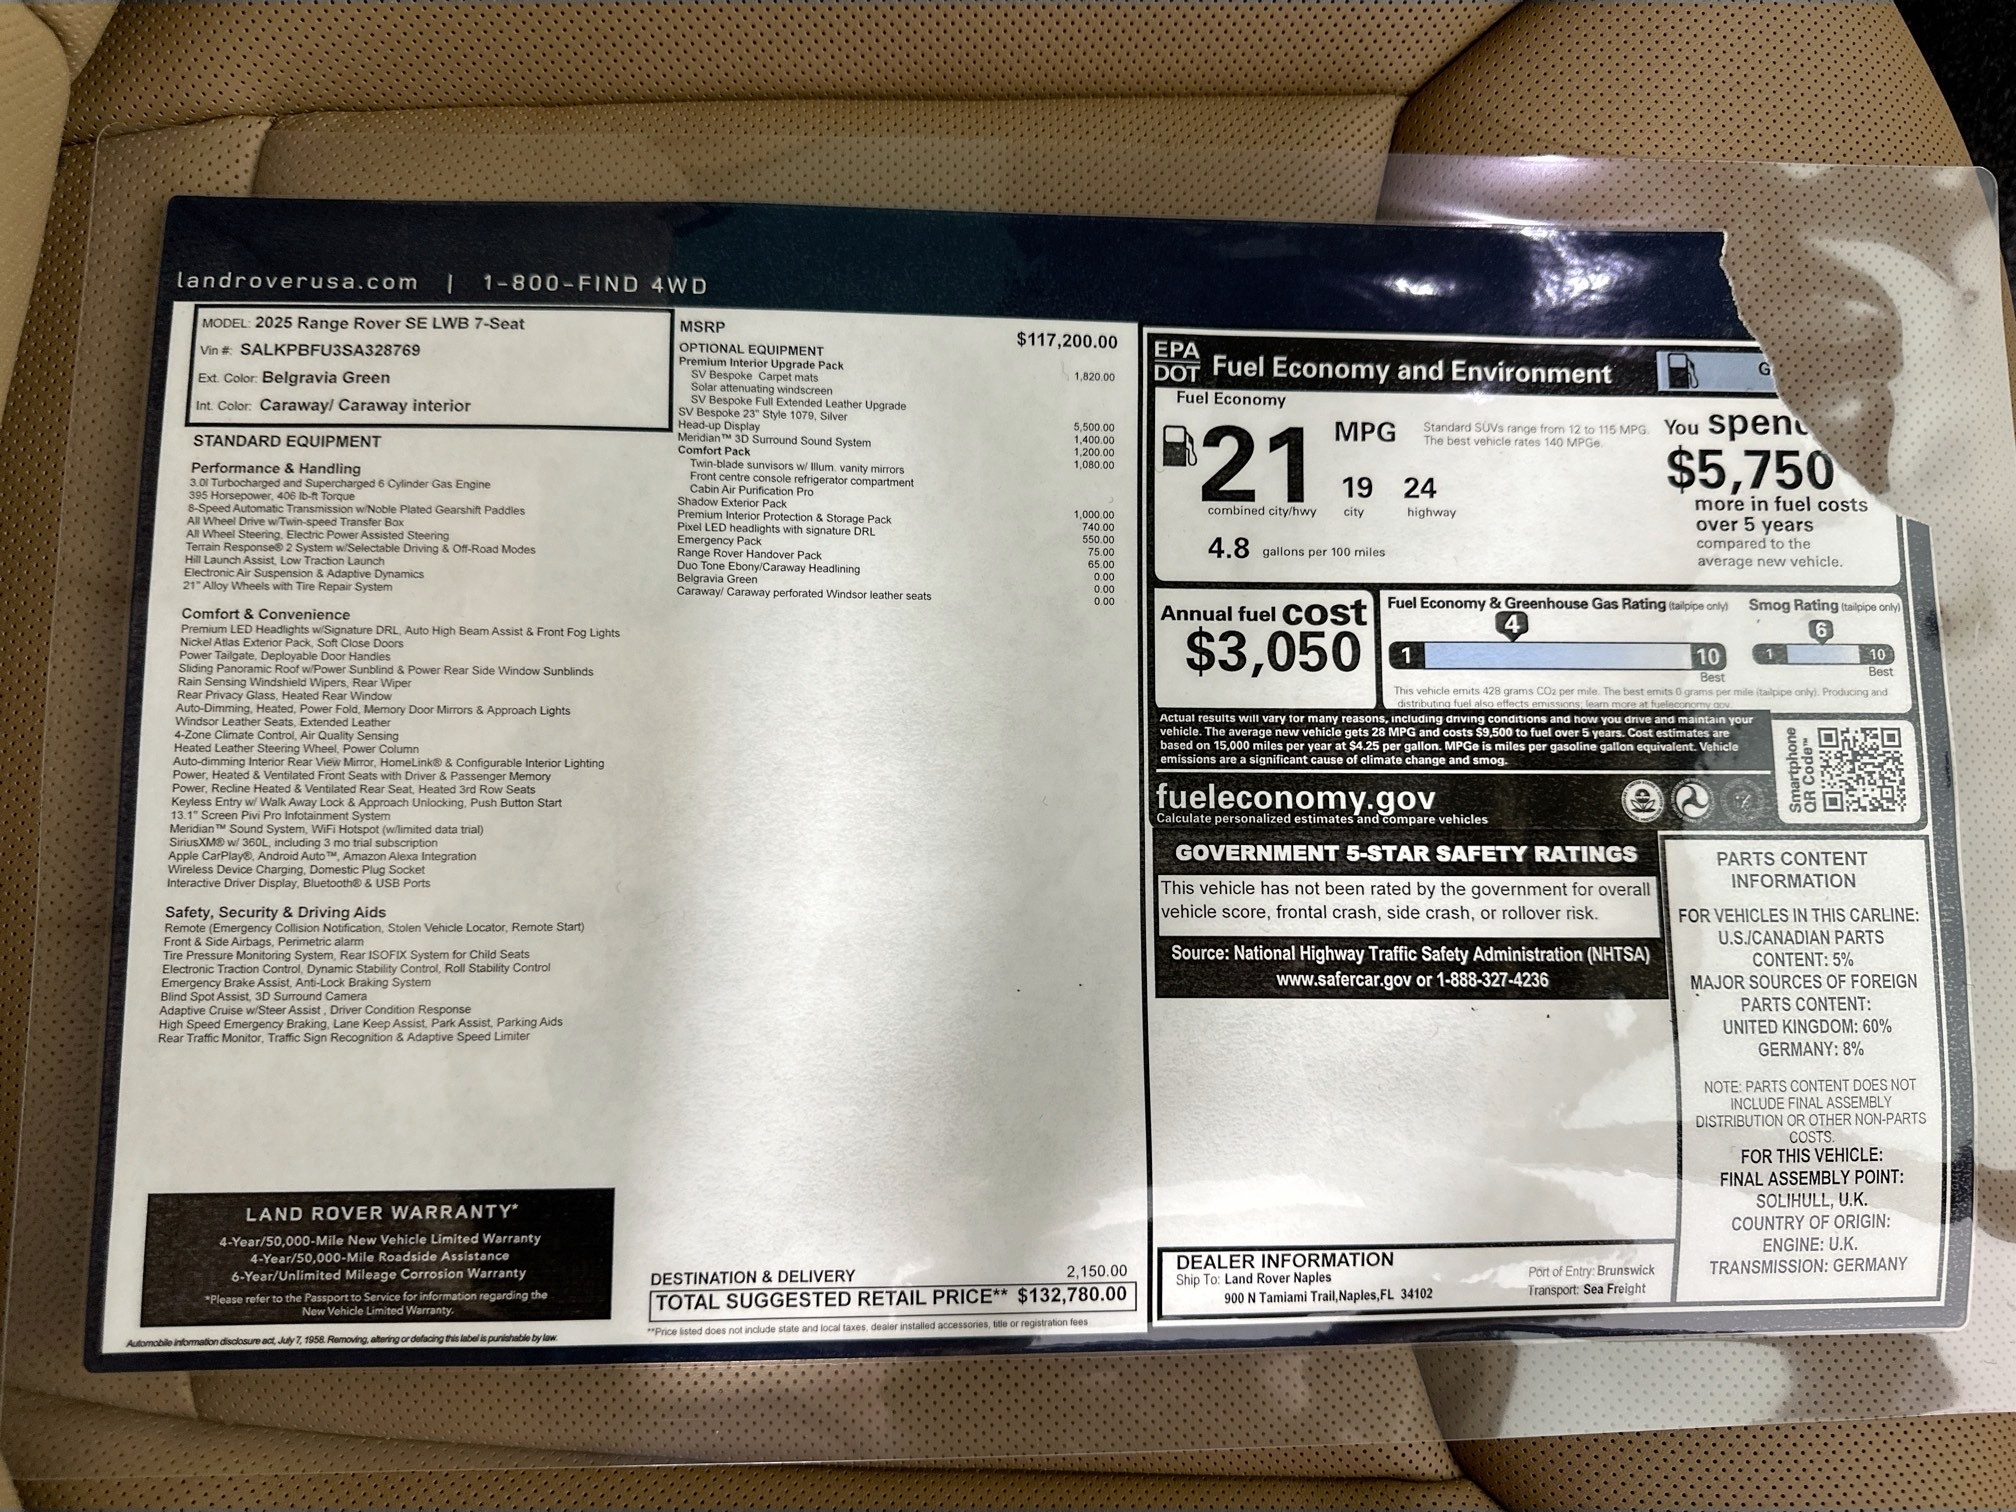 landroverusa.com | 1-800-FIND 4WD
MODEL: 2025 Range Rover SE LWB 7-Seat
Vin #: SALKPBFU3SA328769
Ext. Color: Belgravia Green
Int. Color: Caraway/ Caraway interior
STANDARD EQUIPMENT
Performance & Handling
3.0l Turbocharged and Supercharged 6 Cylinder Gas Engine
395 Horsepower, 406 lb-ft Torque
8-Speed Automatic Transmission w/Noble Plated Gearshift Paddles
All Wheel Drive w/Twin-speed Transfer Box
All Wheel Steering, Electric Power Assisted Steering
Terrain Response® 2 System w/Selectable Driving & Off-Road Modes
Hill Launch Assist, Low Traction Launch
Electronic Air Suspension & Adaptive Dynamics
21" Alloy Wheels with Tire Repair System
Comfort & Convenience
Premium LED Headlights w/Signature DRL, Auto High Beam Assist & Front Fog Lights
Nickel Atlas Exterior Pack, Soft Close Doors
Power Tailgate, Deployable Door Handles
Sliding Panoramic Roof w/Power Sunblind & Power Rear Side Window Sunblinds
Rain Sensing Windshield Wipers, Rear Wiper
Rear Privacy Glass, Heated Rear Window
Auto-Dimming, Heated, Power Fold, Memory Door Mirrors & Approach Lights
Windsor Leather Seats, Extended Leather
4-Zone Climate Control, Air Quality Sensing
Heated Leather Steering Wheel, Power Column
Auto-dimming Interior Rear View Mirror, HomeLink® & Configurable Interior Lighting
Power, Heated & Ventilated Front Seats with Driver & Passenger Memory
Power, Recline Heated & Ventilated Rear Seat, Heated 3rd Row Seats
Keyless Entry w/ Walk Away Lock & Approach Unlocking, Push Button Start
13.1" Screen Pivi Pro Infotainment System
Meridian™ Sound System, WiFi Hotspot (w/limited data trial)
SiriusXM® w/ 360L, including 3 mo trial subscription
Apple CarPlay®, Android Auto™, Amazon Alexa Integration
Wireless Device Charging, Domestic Plug Socket
Interactive Driver Display, Bluetooth® & USB Ports
Safety, Security & Driving Aids
Remote (Emergency Collision Notification, Stolen Vehicle Locator, Remote Start)
Front & Side Airbags, Perimetric alarm
Tire Pressure Monitoring System, Rear ISOFIX System for Child Seats
Electronic Traction Control, Dynamic Stability Control, Roll Stability Control
Emergency Brake Assist, Anti-Lock Braking System
Blind Spot Assist, 3D Surround Camera
Adaptive Cruise w/Steer Assist , Driver Condition Response
High Speed Emergency Braking, Lane Keep Assist, Park Assist, Parking Aids
Rear Traffic Monitor, Traffic Sign Recognition & Adaptive Speed Limiter
LAND ROVER WARRANTY*
4-Year/50,000-Mile New Vehicle Limited Warranty
4-Year/50,000-Mile Roadside Assistance
6-Year/Unlimited Mileage Corrosion Warranty
*Please refer to the Passport to Service for information regarding the
New Vehicle Limited Warranty.
Automobile information disclosure act, July 7, 1958. Removing, altering or defacing this label is punishable by law.
MSRP $117,200.00
OPTIONAL EQUIPMENT
Premium Interior Upgrade Pack 1,820.00
SV Bespoke Carpet mats
Solar attenuating windscreen
SV Bespoke Full Extended Leather Upgrade
SV Bespoke 23" Style 1079, Silver 5,500.00
Head-up Display 1,400.00
Meridian™ 3D Surround Sound System 1,200.00
Comfort Pack 1,080.00
Twin-blade sunvisors w/ Illum. vanity mirrors
Front centre console refrigerator compartment
Cabin Air Purification Pro
Shadow Exterior Pack 1,000.00
Premium Interior Protection & Storage Pack 740.00
Pixel LED headlights with signature DRL 550.00
Emergency Pack 75.00
Range Rover Handover Pack 65.00
Duo Tone Ebony/Caraway Headlining 0.00
Belgravia Green 0.00
Caraway/ Caraway perforated Windsor leather seats 0.00
DESTINATION & DELIVERY 2,150.00
TOTAL SUGGESTED RETAIL PRICE** $132,780.00
**Price listed does not include state and local taxes, dealer installed accessories, title or registration fees
EPA
DOT Fuel Economy and Environment G
Fuel Economy
21 MPG
combined city/hwy
19 city
24 highway
4.8 gallons per 100 miles
Standard SUVs range from 12 to 115 MPG.
The best vehicle rates 140 MPGe.
You spen
$5,750
more in fuel costs
over 5 years
compared to the
average new vehicle.
Annual fuel cost
$3,050
Fuel Economy & Greenhouse Gas Rating (tailpipe only)
4
1 10
Best
Smog Rating (tailpipe only)
6
1 10
Best
This vehicle emits 428 grams CO2 per mile. The best emits 0 grams per mile (tailpipe only). Producing and
distributing fuel also effects emissions; learn more at fueleconomy.gov.
Actual results will vary for many reasons, including driving conditions and how you drive and maintain your
vehicle. The average new vehicle gets 28 MPG and costs $9,500 to fuel over 5 years. Cost estimates are
based on 15,000 miles per year at $4.25 per gallon. MPGe is miles per gasoline gallon equivalent. Vehicle
emissions are a significant cause of climate change and smog.
fueleconomy.gov
Calculate personalized estimates and compare vehicles
Smartphone
QR Code™
GOVERNMENT 5-STAR SAFETY RATINGS
This vehicle has not been rated by the government for overall
vehicle score, frontal crash, side crash, or rollover risk.
Source: National Highway Traffic Safety Administration (NHTSA)
www.safercar.gov or 1-888-327-4236
PARTS CONTENT
INFORMATION
FOR VEHICLES IN THIS CARLINE:
U.S./CANADIAN PARTS
CONTENT: 5%
MAJOR SOURCES OF FOREIGN
PARTS CONTENT:
UNITED KINGDOM: 60%
GERMANY: 8%
NOTE: PARTS CONTENT DOES NOT
INCLUDE FINAL ASSEMBLY
DISTRIBUTION OR OTHER NON-PARTS
COSTS.
FOR THIS VEHICLE:
FINAL ASSEMBLY POINT:
SOLIHULL, U.K.
COUNTRY OF ORIGIN:
ENGINE: U.K.
TRANSMISSION: GERMANY
DEALER INFORMATION
Ship To: Land Rover Naples
900 N Tamiami Trail,Naples,FL 34102
Port of Entry: Brunswick
Transport: Sea Freight